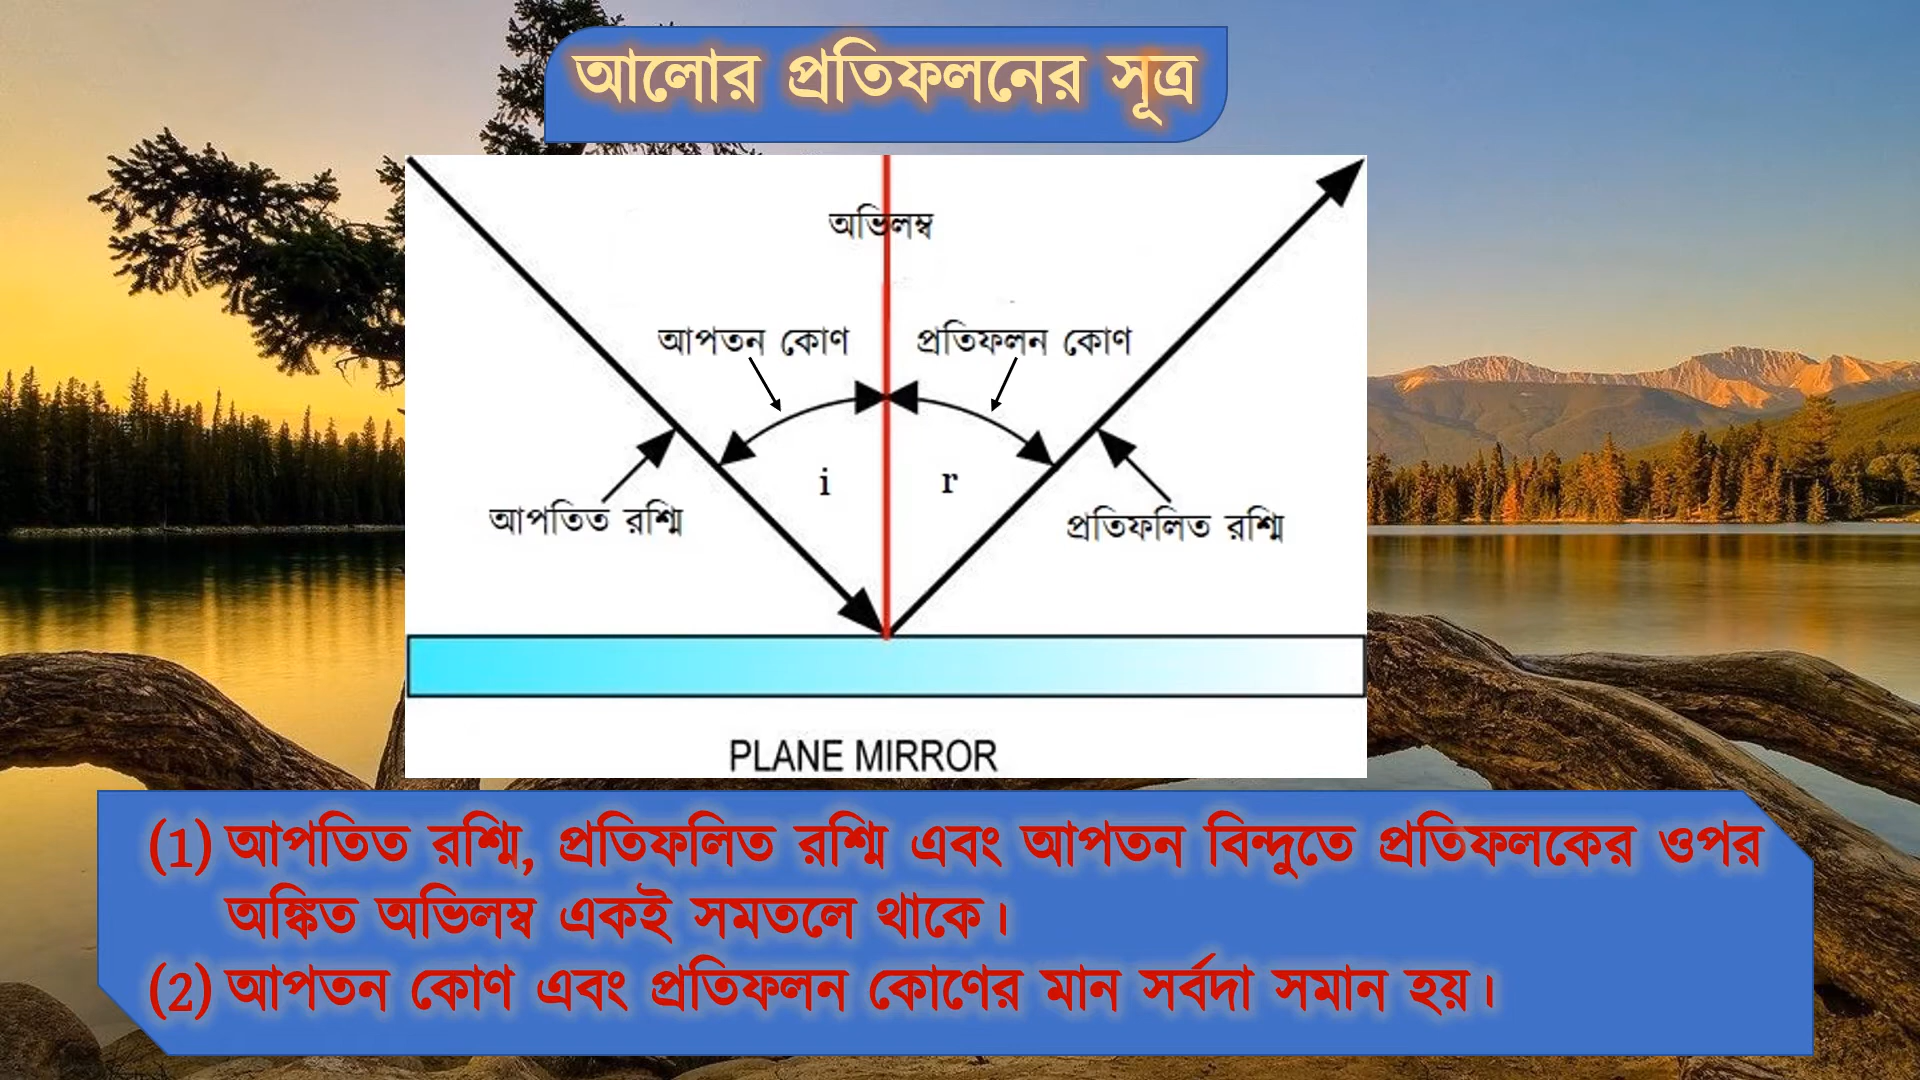 আলোর প্রতিফলনের সূত্র
অভিলম্ব
আপতন কোণ
প্রতিফলন কোণ
i
r
আপতিত রশ্মি
প্রতিফলিত রশ্মি
PLANE MIRROR
(1) আপতিত রশ্মি, প্রতিফলিত রশ্মি এবং আপতন বিন্দুতে প্রতিফলকের ওপর
অঙ্কিত অভিলম্ব একই সমতলে থাকে।
(2) আপতন কোণ এবং প্রতিফলন কোণের মান সর্বদা সমান হয়।